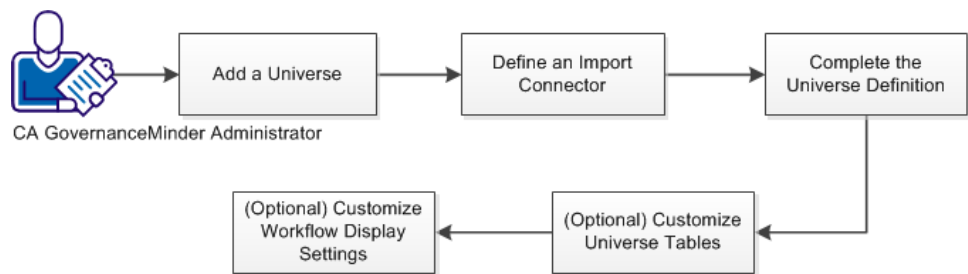 Add a Universe
Define an Import
Connector
Complete the
Universe Definition
CA GovernanceMinder Administrator
(Optional) Customize
Universe Tables
(Optional) Customize
Workflow Display
Settings